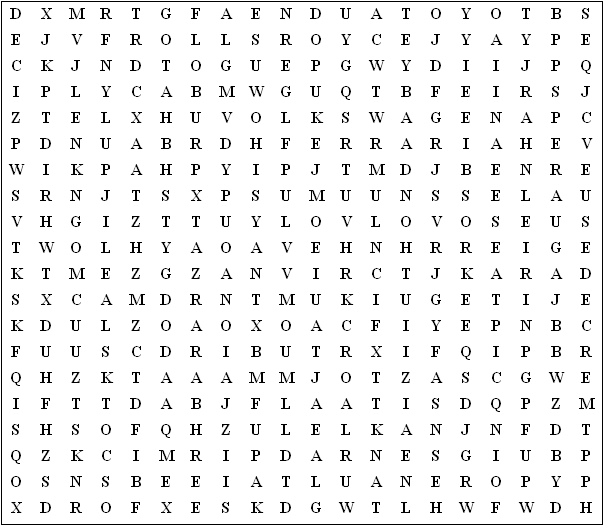 D X M R T G F A E N D U A T O Y O T B S
E J V F R O L L S R O Y C E J Y A Y P E
C K J N D T O G U E P G W Y D I I J P Q
I P L Y C A B M W G U Q T B F E I R S J
Z T E L X H U V O L K S W A G E N A P C
P D N U A B R D H F E R R A R I A H E V
W I K P A H P Y I P J T M D J B E N R E
S R N J T S X P S U M U U N S S E L A U
V H G I Z T T U Y L O V L O V O S E U S
T W O L H Y A O A V E H N H R R E I G E
K T M E Z G Z A N V I R C T J K A R A D
S X C A M D R N T M U K I U G E T I J E
K D U L Z O A O X O A C F I Y E P N B C
F U U S C D R I B U T R X I F Q I P B R
Q H Z K T A A A M M J O T Z A S C G W E
I F T T D A B J F L A A T I S D Q P Z M
S H S O F Q H Z U L E L K A N J N F D T
Q Z K C I M R I P D A R N E S G I U B P
O S N S B E E I A T L U A N E R O P Y P
X D R O F X E S K D G W T L H W F W D H